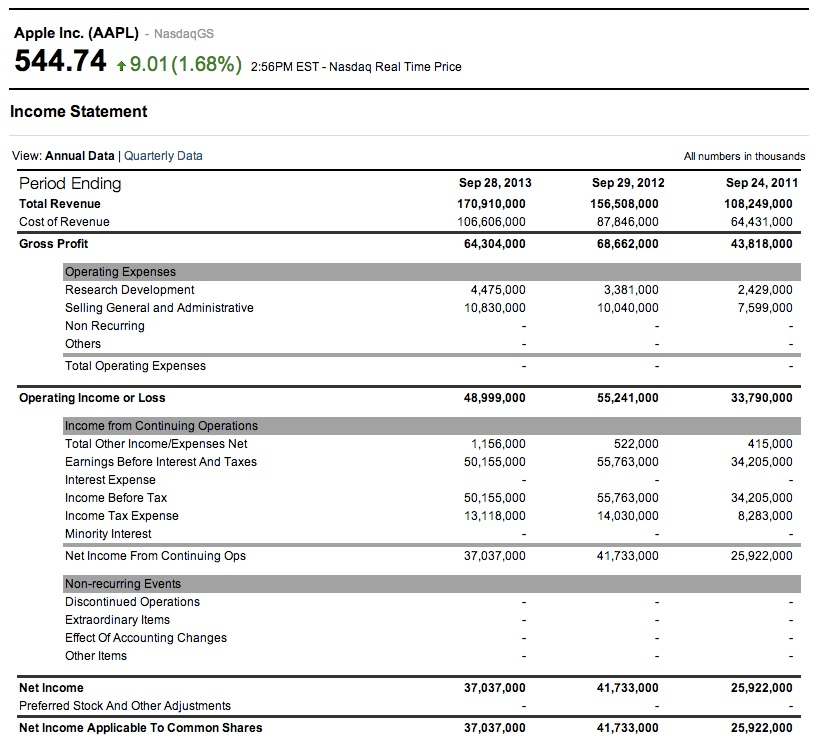 Apple Inc. (AAPL) - NasdaqGS
544.74 9.01(1.68%) 2:56PM EST - Nasdaq Real Time Price
Income Statement
View: Annual Data | Quarterly Data All numbers in thousands
Period Ending Sep 28, 2013 Sep 29, 2012 Sep 24, 2011
Total Revenue 170,910,000 156,508,000 108,249,000
Cost of Revenue 106,606,000 87,846,000 64,431,000
Gross Profit 64,304,000 68,662,000 43,818,000
Operating Expenses
Research Development 4,475,000 3,381,000 2,429,000
Selling General and Administrative 10,830,000 10,040,000 7,599,000
Non Recurring - - -
Others - - -
Total Operating Expenses - - -
Operating Income or Loss 48,999,000 55,241,000 33,790,000
Income from Continuing Operations
Total Other Income/Expenses Net 1,156,000 522,000 415,000
Earnings Before Interest And Taxes 50,155,000 55,763,000 34,205,000
Interest Expense - - -
Income Before Tax 50,155,000 55,763,000 34,205,000
Income Tax Expense 13,118,000 14,030,000 8,283,000
Minority Interest - - -
Net Income From Continuing Ops 37,037,000 41,733,000 25,922,000
Non-recurring Events
Discontinued Operations - - -
Extraordinary Items - - -
Effect Of Accounting Changes - - -
Other Items - - -
Net Income 37,037,000 41,733,000 25,922,000
Preferred Stock And Other Adjustments - - -
Net Income Applicable To Common Shares 37,037,000 41,733,000 25,922,000